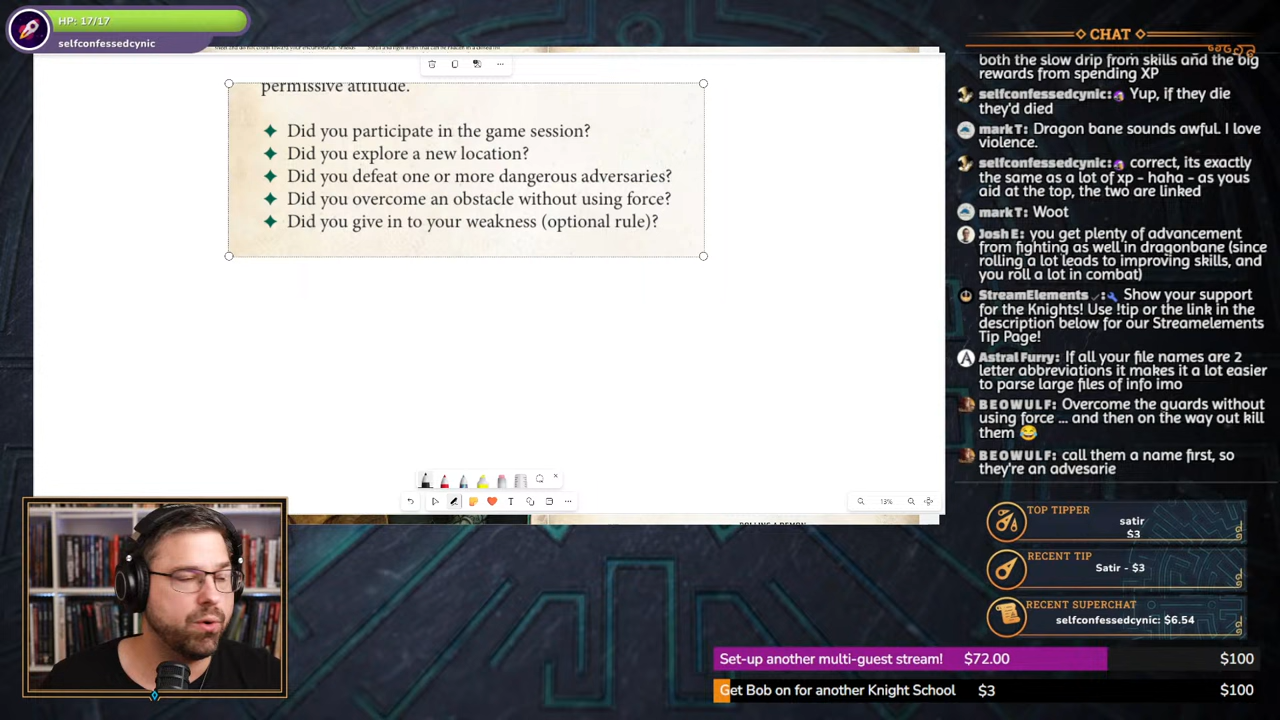 HP: 17/17
selfconfessedcynic
permissive attitude.
Did you participate in the game session?
Did you explore a new location?
Did you defeat one or more dangerous adversaries?
Did you overcome an obstacle without using force?
Did you give in to your weakness (optional rule)?
T
13%
CHAT
both the slow drip from skills and the big
rewards from spending XP
selfconfessedcynic: Yup, if they die
they'd died
mark T: Dragon bane sounds awful. I love
violence.
selfconfessedcynic: correct, its exactly
the same as a lot of xp - haha - as yous
aid at the top, the two are linked
mark T: Woot
Josh E: you get plenty of advancement
from fighting as well in dragonbane (since
rolling a lot leads to improving skills, and
you roll a lot in combat)
StreamElements: Show your support
for the Knights! Use !tip or the link in the
description below for our Streamelements
Tip Page!
A Astral Furry: If all your file names are 2
letter abbreviations it makes it a lot easier
to parse large files of info imo
BEOWULF: Overcome the guards without
using force ... and then on the way out kill
them 😂
BEOWULF: call them a name first, so
they're an advesarie
TOP TIPPER
satir
$3
RECENT TIP
Satir - $3
RECENT SUPERCHAT
selfconfessedcynic: $6.54
Set-up another multi-guest stream! $72.00 $100
Get Bob on for another Knight School $3 $100